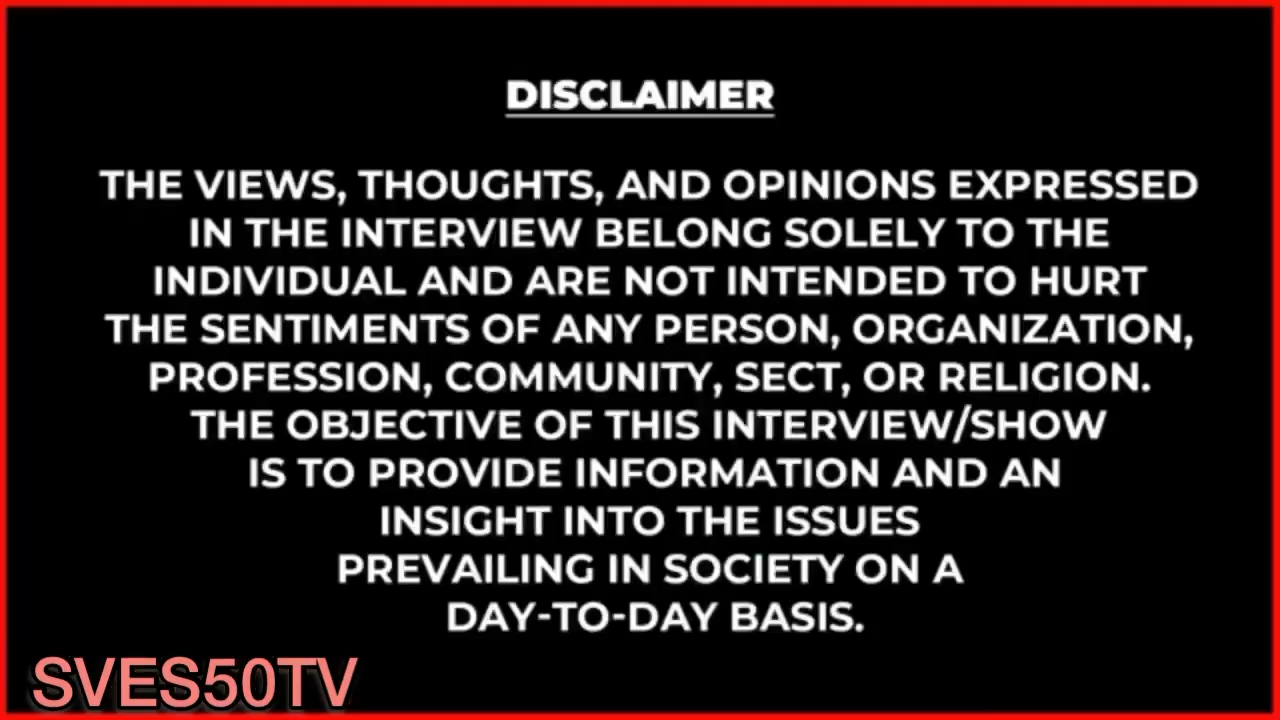 DISCLAIMER
THE VIEWS, THOUGHTS, AND OPINIONS EXPRESSED
IN THE INTERVIEW BELONG SOLELY TO THE
INDIVIDUAL AND ARE NOT INTENDED TO HURT
THE SENTIMENTS OF ANY PERSON, ORGANIZATION,
PROFESSION, COMMUNITY, SECT, OR RELIGION.
THE OBJECTIVE OF THIS INTERVIEW/SHOW
IS TO PROVIDE INFORMATION AND AN
INSIGHT INTO THE ISSUES
PREVAILING IN SOCIETY ON A
DAY-TO-DAY BASIS.
SVES50TV